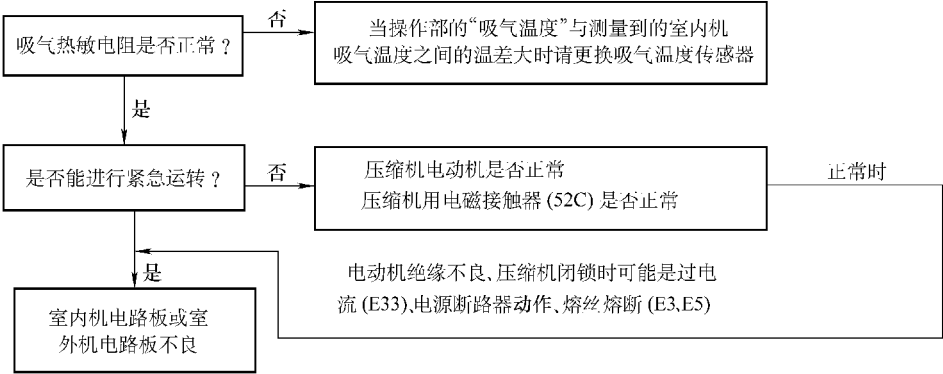 吸气热敏电阻是否正常？
否
当操作部的“吸气温度”与测量到的室内机
吸气温度之间的温差大时请更换吸气温度传感器
是
是否能进行紧急运转？
否
压缩机电动机是否正常
压缩机用电磁接触器(52C)是否正常
正常时
是
电动机绝缘不良、压缩机闭锁时可能是过电
流(E33)、电源断路器动作、熔丝熔断(E3,E5)
室内机电路板或室
外机电路板不良